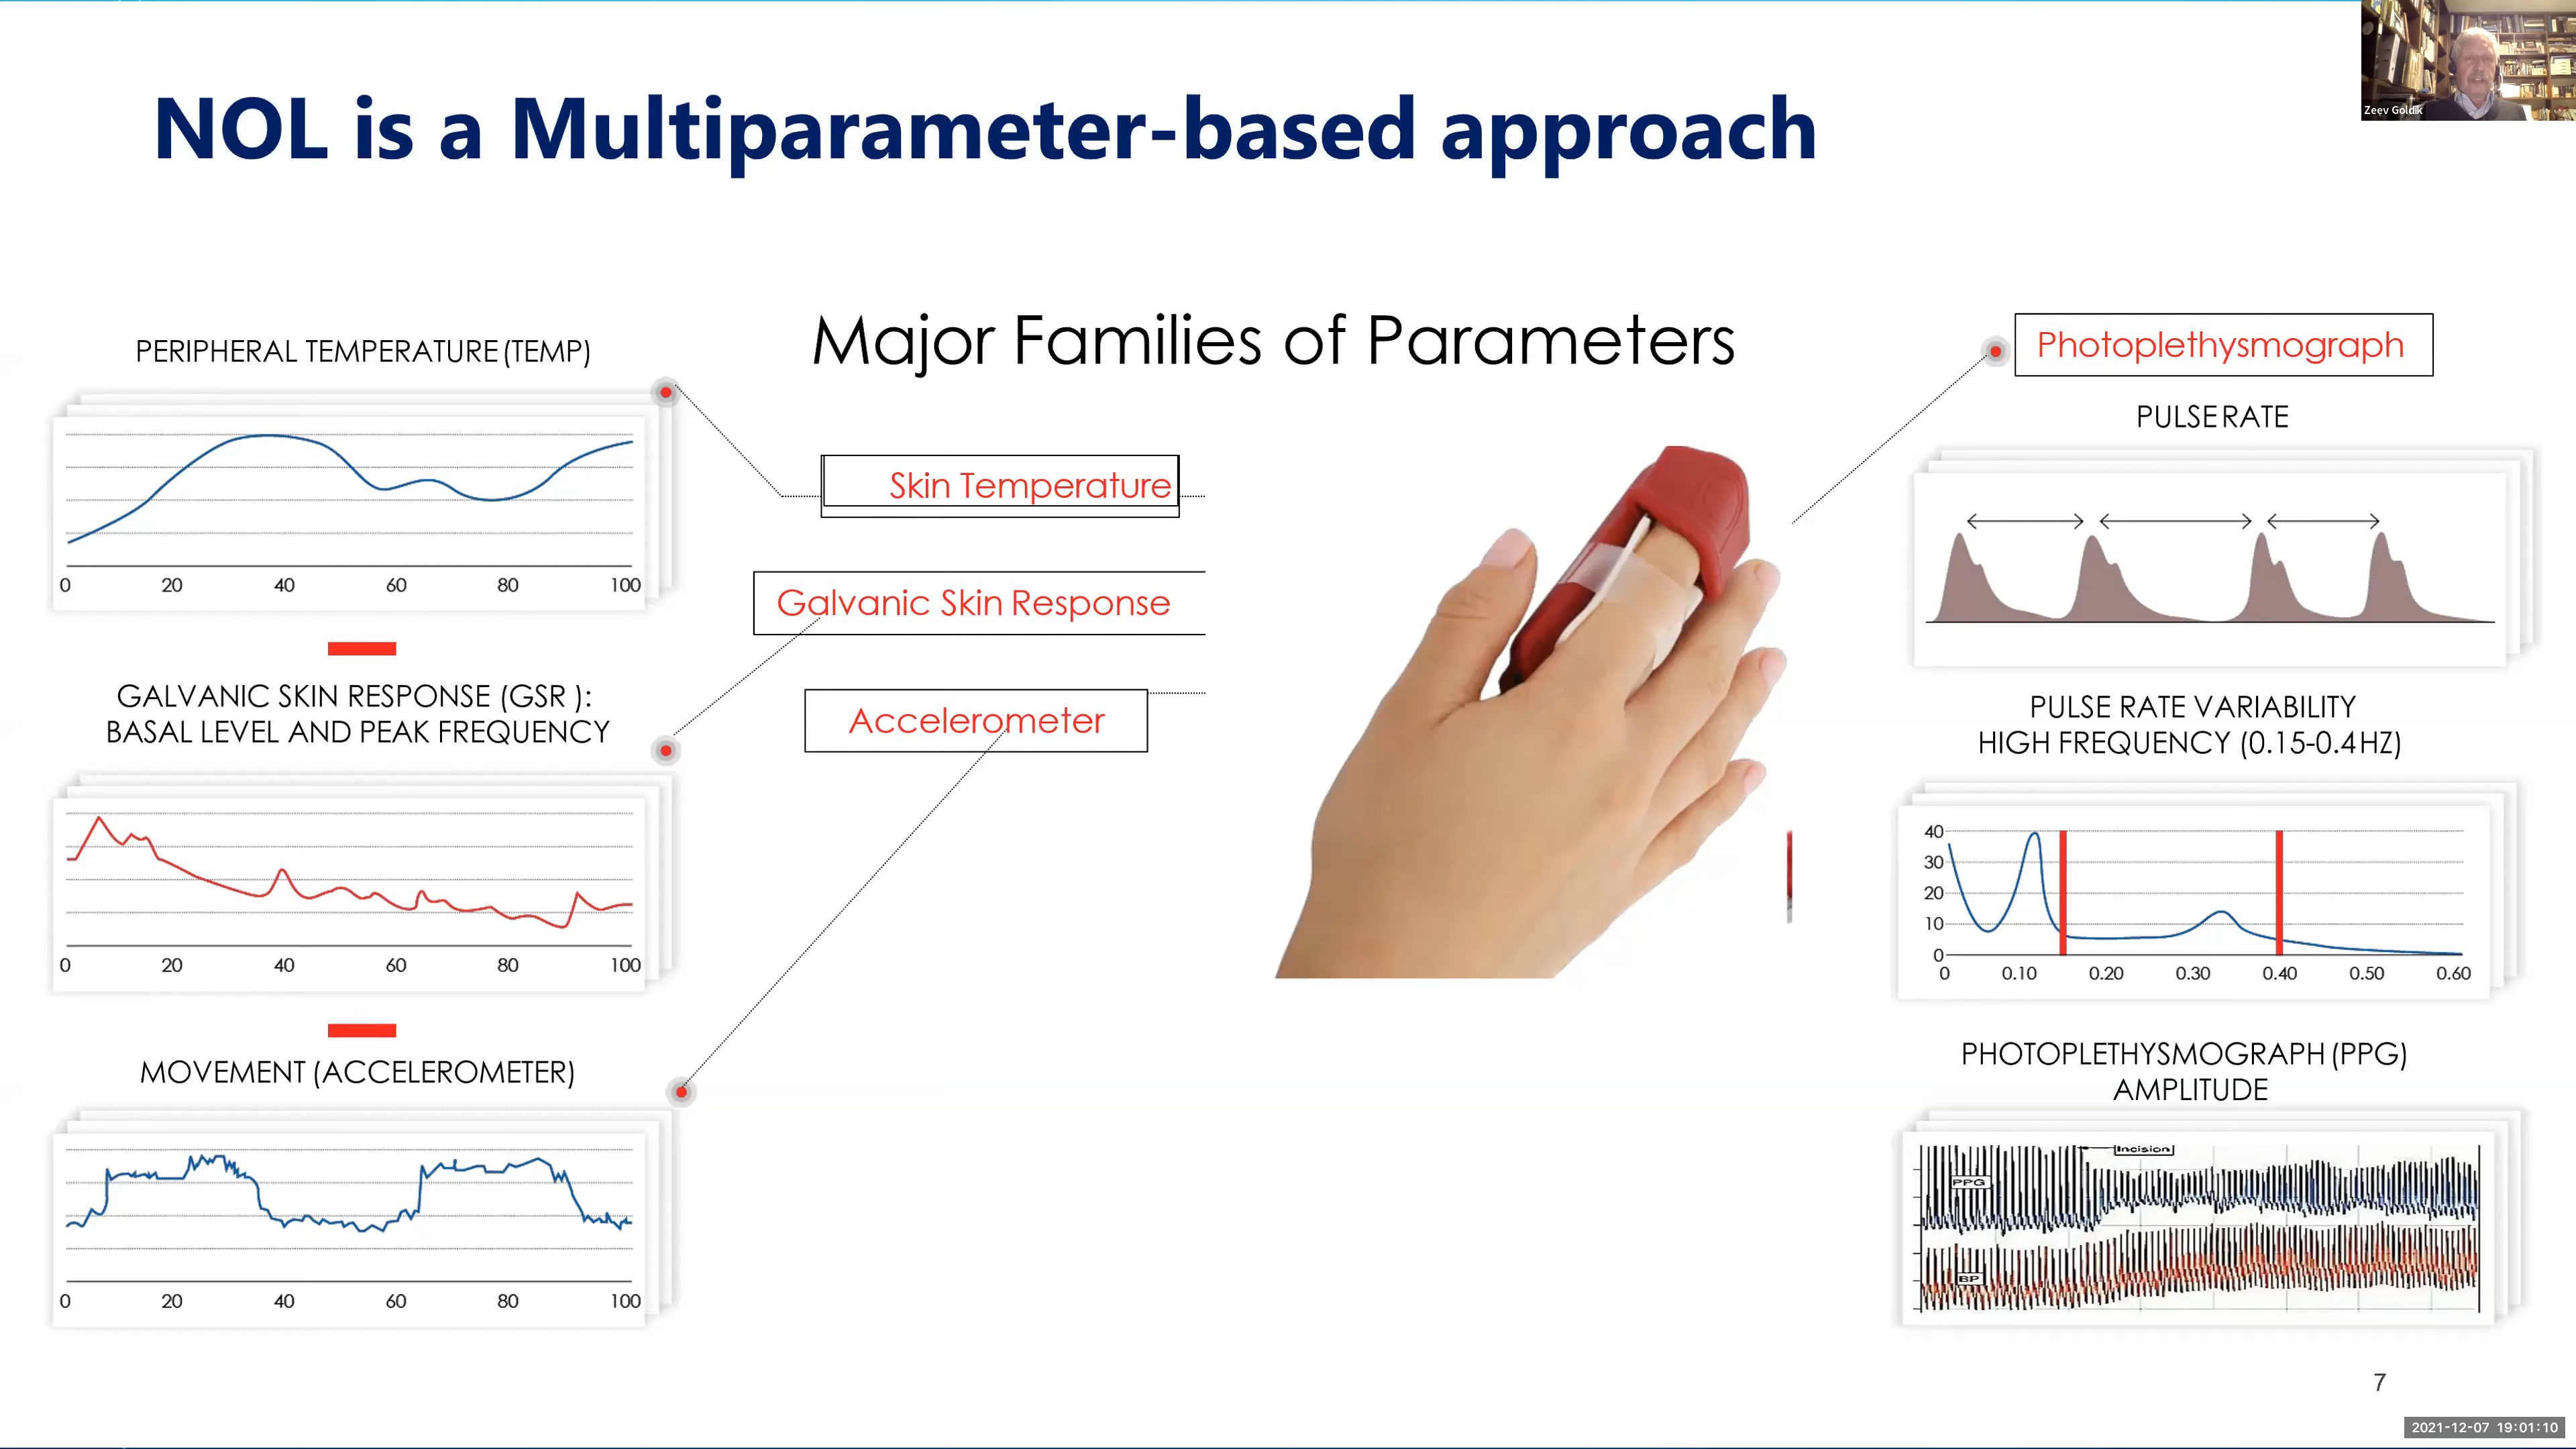 Zeev Goldik
NOL is a Multiparameter-based approach
Major Families of Parameters
PERIPHERAL TEMPERATURE (TEMP)
0 20 40 60 80 100
GALVANIC SKIN RESPONSE (GSR ):
BASAL LEVEL AND PEAK FREQUENCY
0 20 40 60 80 100
MOVEMENT (ACCELEROMETER)
0 20 40 60 80 100
Skin Temperature
Galvanic Skin Response
Accelerometer
Photoplethysmograph
PULSE RATE
PULSE RATE VARIABILITY
HIGH FREQUENCY (0.15-0.4 HZ)
40
30
20
10
0
0 0.10 0.20 0.30 0.40 0.50 0.60
PHOTOPLETHYSMOGRAPH (PPG)
AMPLITUDE
Incision
PPG
BP
7
2021-12-07 19:01:10